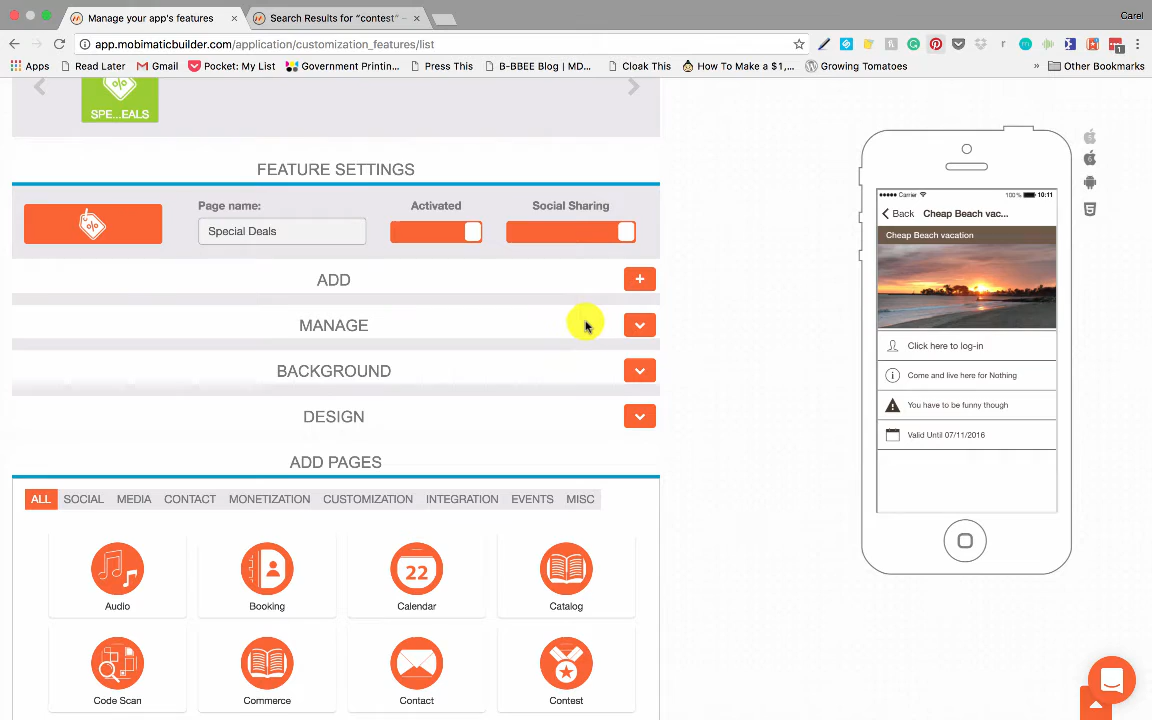 Manage your app's features
Search Results for "contest" –
Carel
app.mobimaticbuilder.com/application/customization_features/list
Apps
Read Later
Gmail
Pocket: My List
Government Printin...
Press This
B-BBEE Blog | MD...
Cloak This
How To Make a $1,...
Growing Tomatoes
»
Other Bookmarks
SPE...EALS
FEATURE SETTINGS
Page name:
Activated
Social Sharing
Special Deals
ADD
MANAGE
BACKGROUND
DESIGN
ADD PAGES
ALL SOCIAL MEDIA CONTACT MONETIZATION CUSTOMIZATION INTEGRATION EVENTS MISC
22
Audio
Booking
Calendar
Catalog
Code Scan
Commerce
Contact
Contest
Carrier
100%
10:11
Back
Cheap Beach vac...
Cheap Beach vacation
Click here to log-in
Come and live here for Nothing
You have to be funny though
Valid Until 07/11/2016